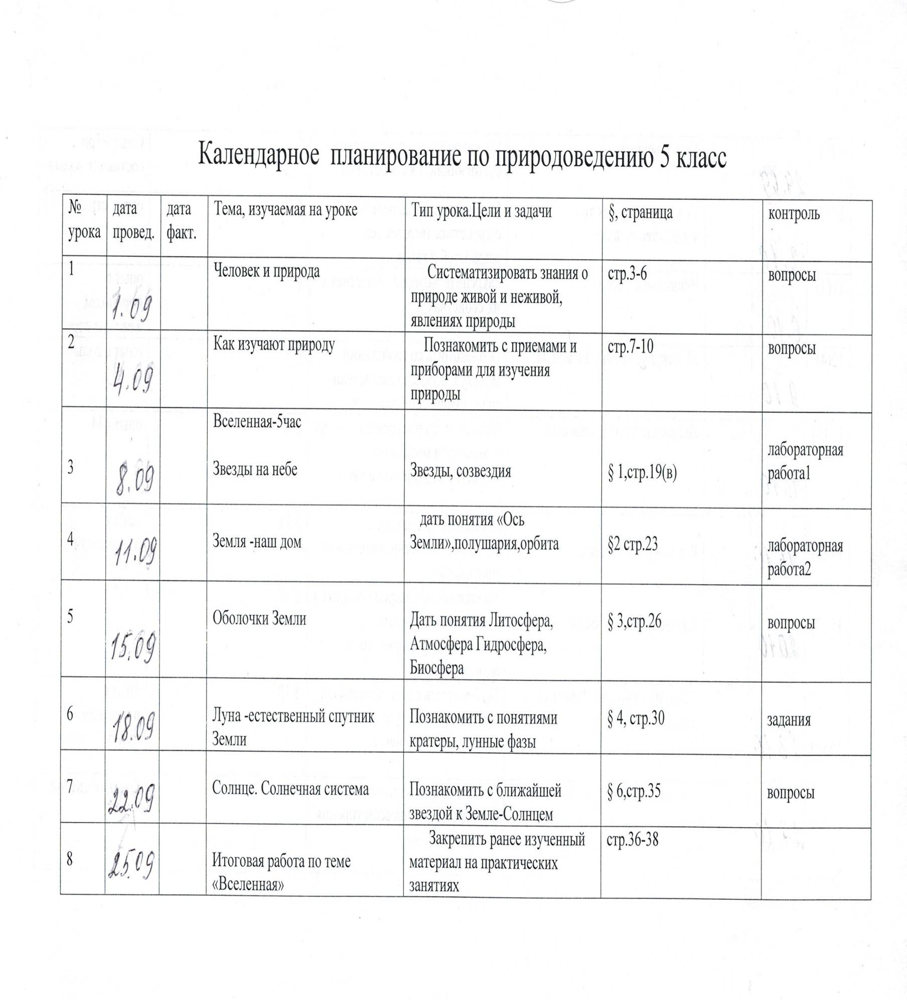 Календарное планирование по природоведению 5 класс
№ урока дата провед. дата факт. Тема, изучаемая на уроке Тип урока.Цели и задачи §, страница контроль
1 1.09 Человек и природа Систематизировать знания о стр.3-6 вопросы
природе живой и неживой,
явлениях природы
2 4.09 Как изучают природу Познакомить с приемами и стр.7-10 вопросы
приборами для изучения
природы
Вселенная-5час
3 8.09 Звезды на небе Звезды, созвездия § 1,стр.19(в) лабораторная
работа1
дать понятия «Ось
4 11.09 Земля -наш дом Земли»,полушария,орбита §2 стр.23 лабораторная
работа2
5 15.09 Оболочки Земли Дать понятия Литосфера, § 3,стр.26 вопросы
Атмосфера Гидросфера,
Биосфера
6 18.09 Луна -естественный спутник Познакомить с понятиями § 4, стр.30 задания
Земли кратеры, лунные фазы
7 22.09 Солнце. Солнечная система Познакомить с ближайшей § 6,стр.35 вопросы
звездой к Земле-Солнцем
Закрепить ранее изученный стр.36-38
8 25.09 Итоговая работа по теме материал на практических
«Вселенная» занятиях